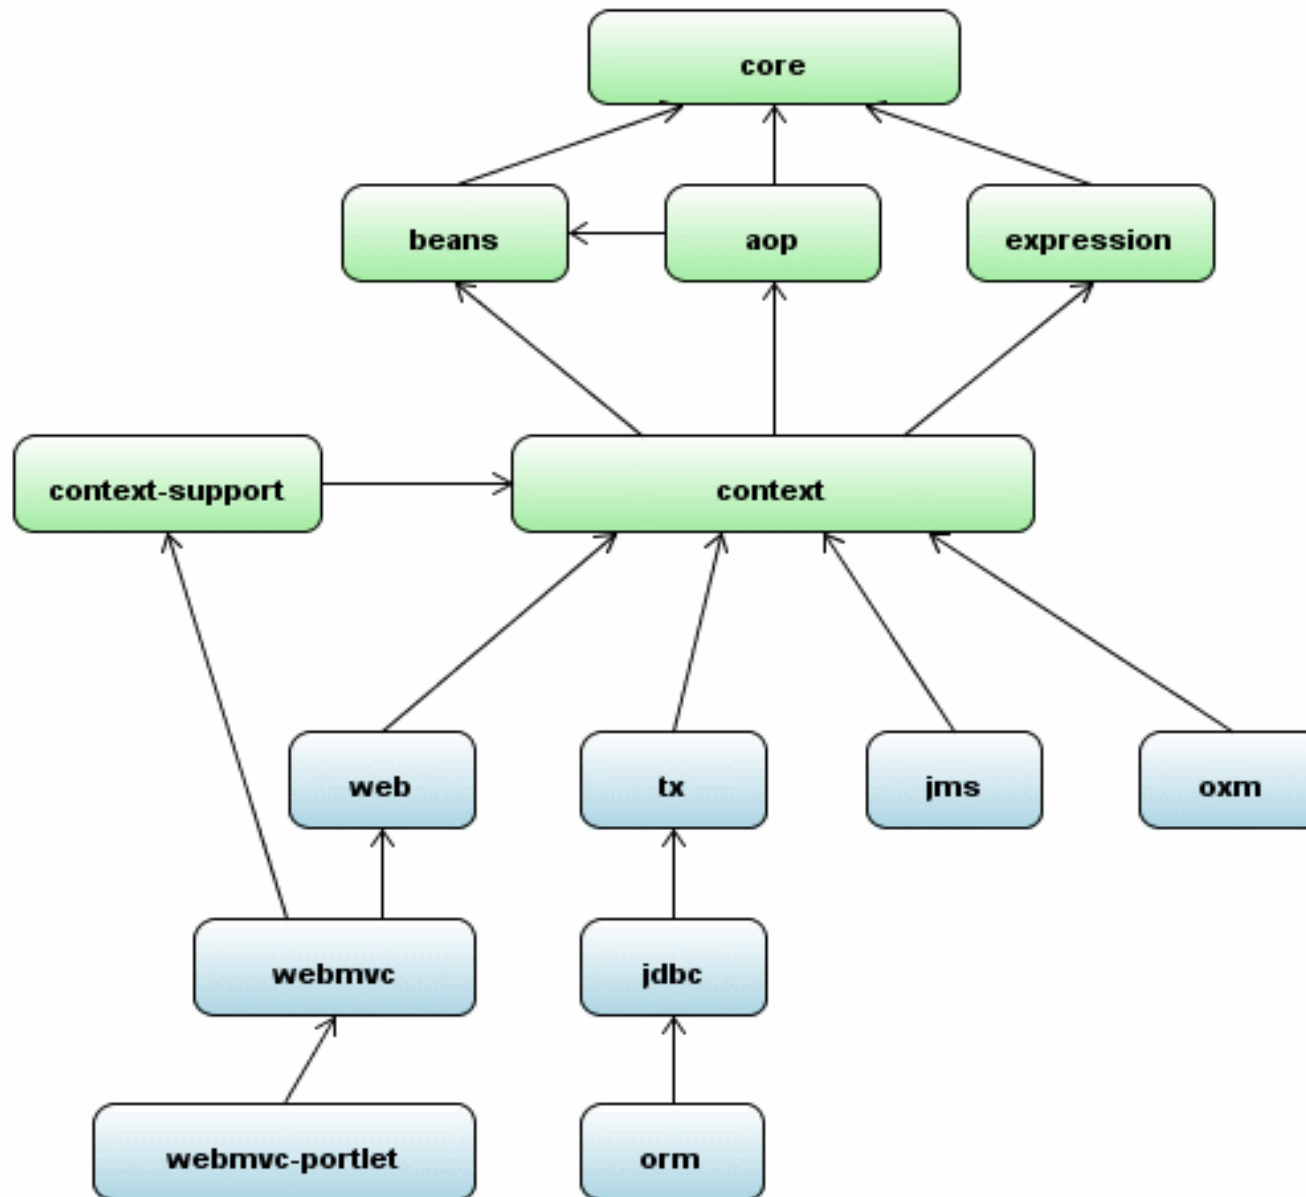 core
beans
aop
expression
context-support
context
web
tx
jms
oxm
webmvc
jdbc
webmvc-portlet
orm